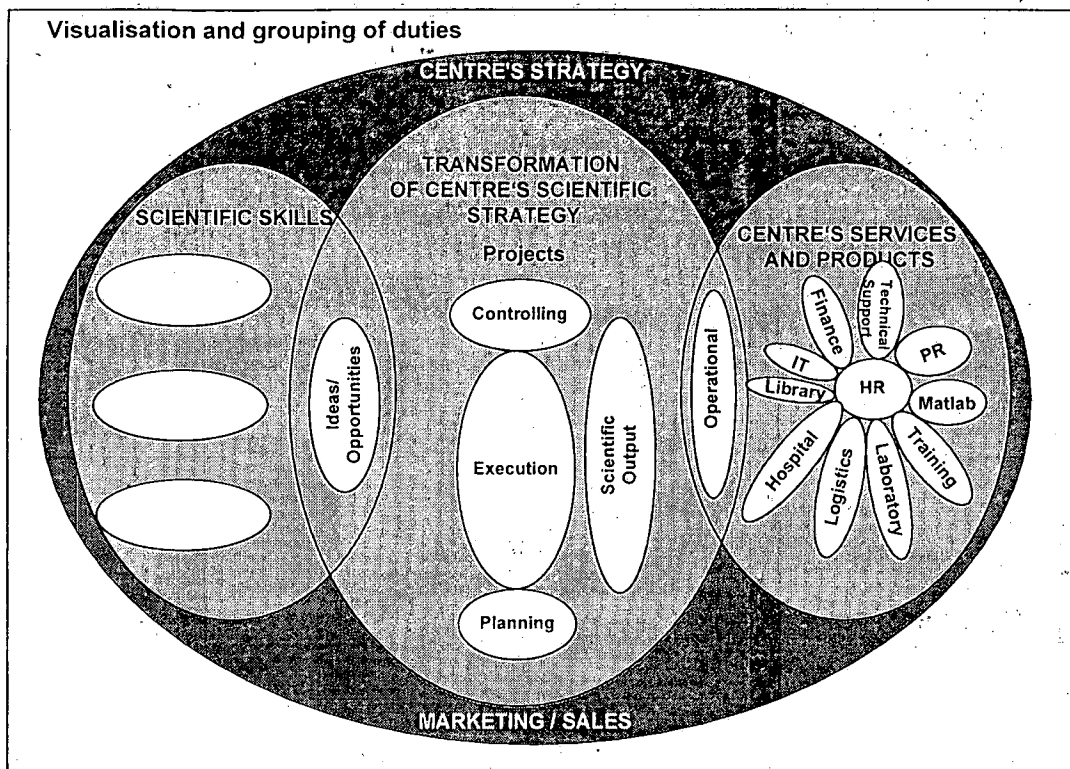 Visualisation and grouping of duties
CENTRE'S STRATEGY
TRANSFORMATION
OF CENTRE'S SCIENTIFIC
STRATEGY
Projects
SCIENTIFIC SKILLS
CENTRE'S SERVICES
AND PRODUCTS
Controlling
Ideas/
Opportunities
Execution
Scientific
Output
Planning
Operational
Finance
Technical
Support
PR
IT
HR
Library
Matlab
Hospital
Logistics
Laboratory
Training
MARKETING / SALES